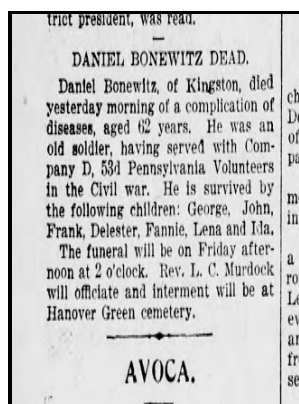 trict president, was read.
DANIEL BONEWITZ DEAD.
Daniel Bonewitz, of Kingston, died
yesterday morning of a complication of
diseases, aged 62 years. He was an
old soldier, having served with Com-
pany D, 53d Pennsylvania Volunteers
in the Civil war. He is survived by
the following children: George, John,
Frank, Delester, Fannie, Lena and Ida.
The funeral will be on Friday after-
noon at 2 o'clock. Rev. L. C. Murdock
will officiate and interment will be at
Hanover Green cemetery.
AVOCA.